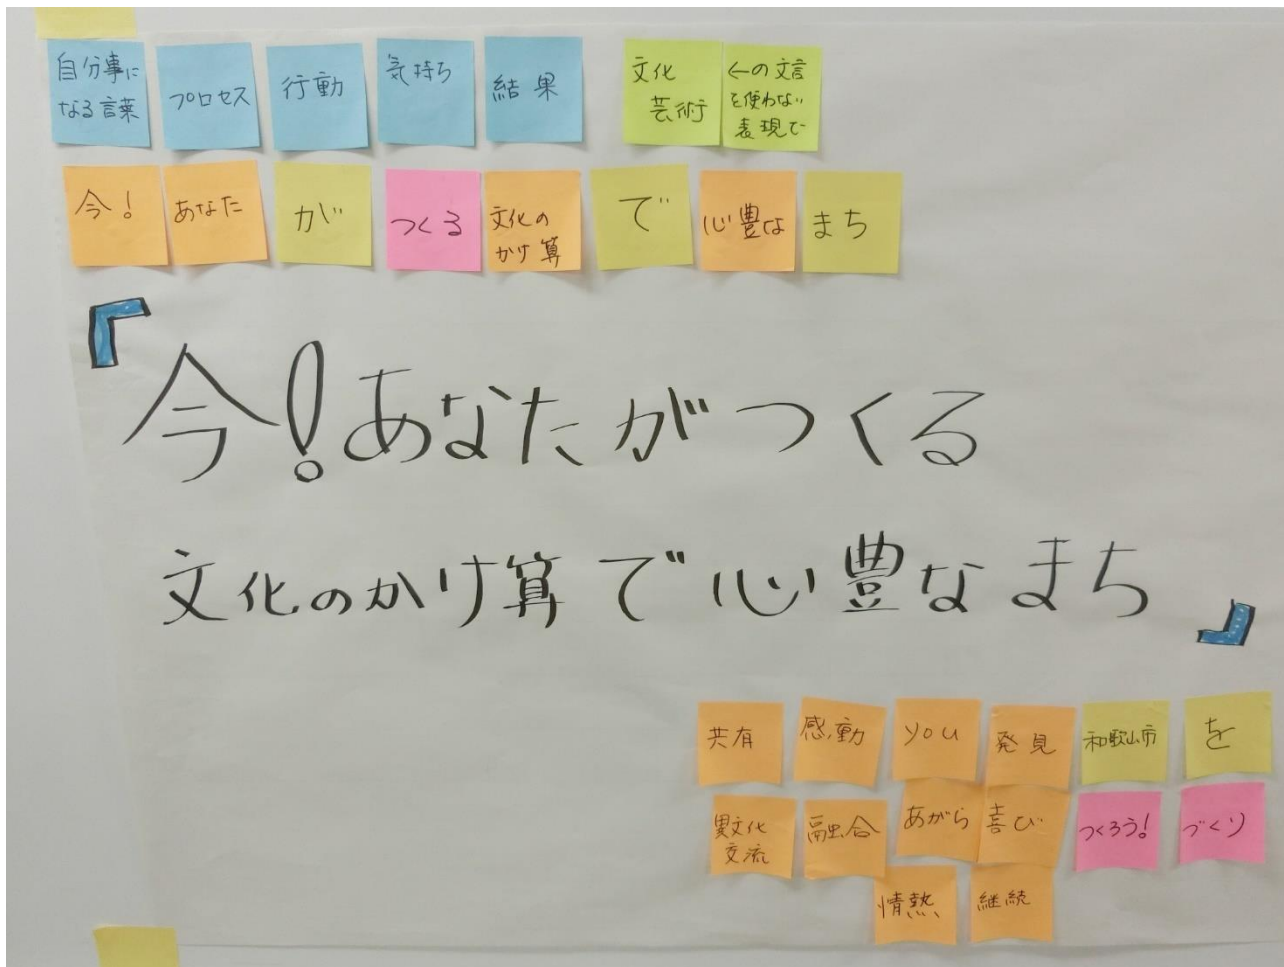 自分事に
なる言葉
プロセス
行動
気持ち
結果
文化
芸術
←の文言
を使わない
表現で
今!
あなた
が
つくる
文化の
かけ算
で
心豊な
まち
『今!あなたがつくる
文化のかけ算で心豊なまち』
共有
感動
you
発見
和歌山市
を
異文化
交流
融合
あがら
喜び
つくろう!
づくり
情熱
継続